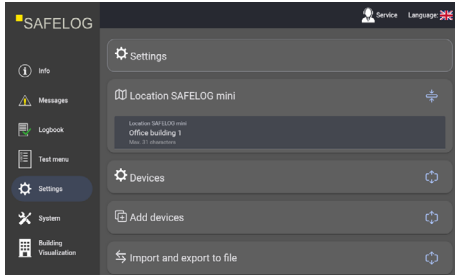 SAFELOG
Service
Language:
Info
Messages
Logbook
Test menu
Settings
System
Building
Visualization
Settings
Location SAFELOG mini
Location SAFELOG mini
Office building 1
Max. 31 characters
Devices
Add devices
Import and export to file